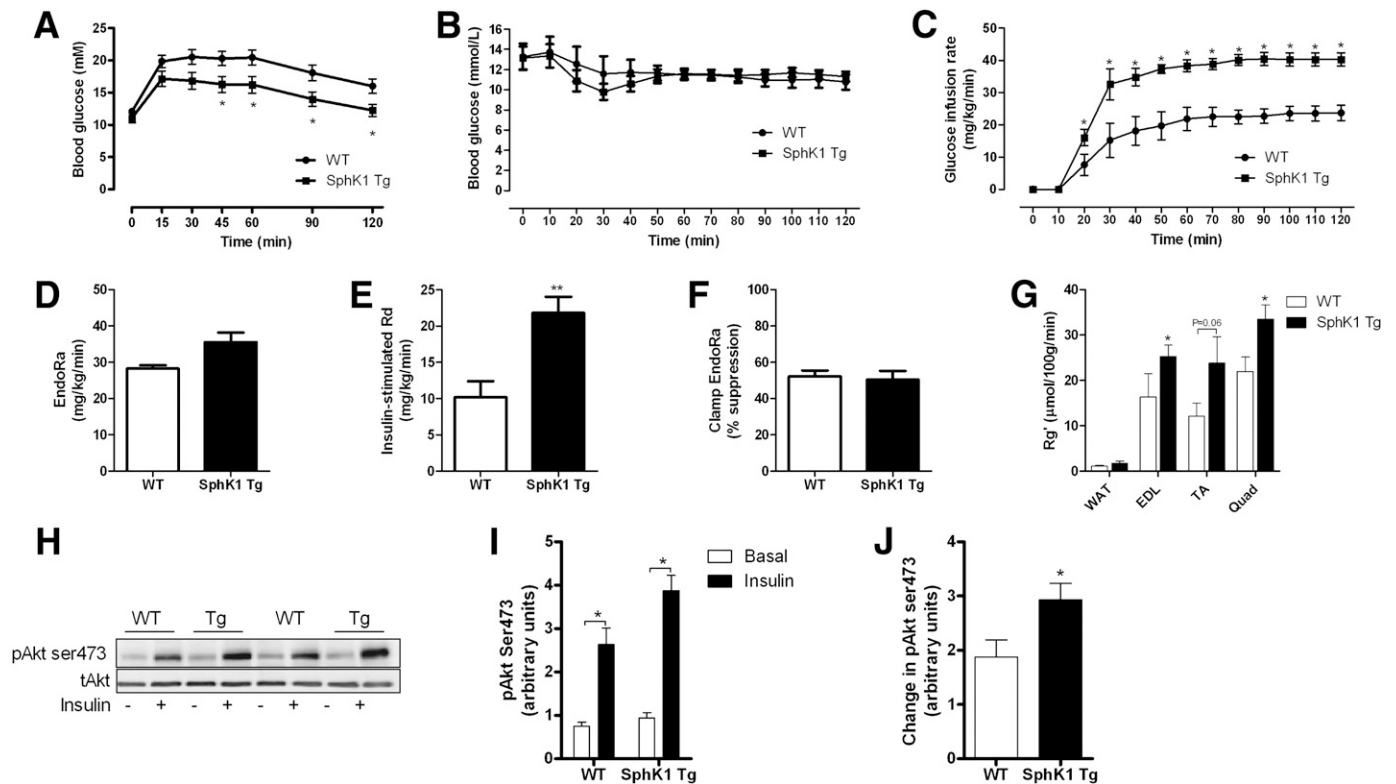 A
Blood glucose (mM)
25
20
15
10
5
0
*
*
*
*
WT
SphK1 Tg
0 15 30 45 60 90 120
Time (min)
B
Blood glucose (mmol/L)
16
14
12
10
8
6
4
2
0
WT
SphK1 Tg
0 10 20 30 40 50 60 70 80 90 100 110 120
Time (min)
C
Glucose infusion rate
(mg/kg/min)
50
40
30
20
10
0
* * * * * * * * * * *
WT
SphK1 Tg
0 10 20 30 40 50 60 70 80 90 100 110 120
Time (min)
D
EndoRa
(mg/kg/min)
50
40
30
20
10
0
WT SphK1 Tg
E
Insulin-stimulated Rd
(mg/kg/min)
25
20
15
10
5
0
**
WT SphK1 Tg
F
Clamp EndoRa
(% suppression)
100
80
60
40
20
0
WT SphK1 Tg
G
Rg' (µmol/100g/min)
40
30
20
10
0
WT
SphK1 Tg
*
P=0.06
*
WAT EDL TA Quad
H
WT Tg WT Tg
pAkt ser473
tAkt
Insulin - + - + - + - +
I
pAkt Ser473
(arbitrary units)
5
4
3
2
1
0
*
*
Basal
Insulin
WT SphK1 Tg
J
Change in pAkt ser473
(arbitrary units)
4
3
2
1
0
*
WT SphK1 Tg